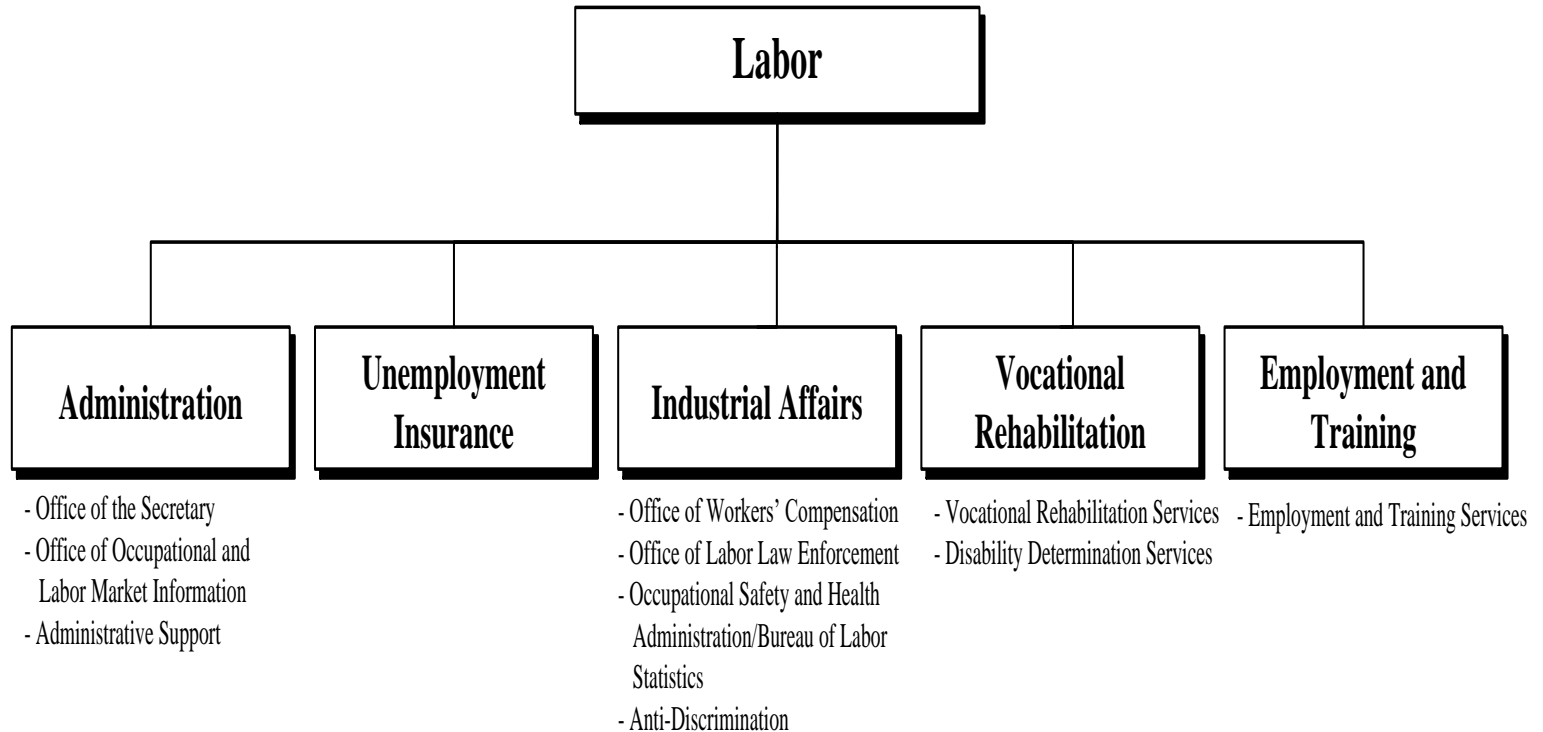 Labor
Administration
- Office of the Secretary
- Office of Occupational and
Labor Market Information
- Administrative Support
Unemployment
Insurance
Industrial Affairs
- Office of Workers’ Compensation
- Office of Labor Law Enforcement
- Occupational Safety and Health
Administration/Bureau of Labor
Statistics
- Anti-Discrimination
Vocational
Rehabilitation
- Vocational Rehabilitation Services
- Disability Determination Services
Employment and
Training
- Employment and Training Services